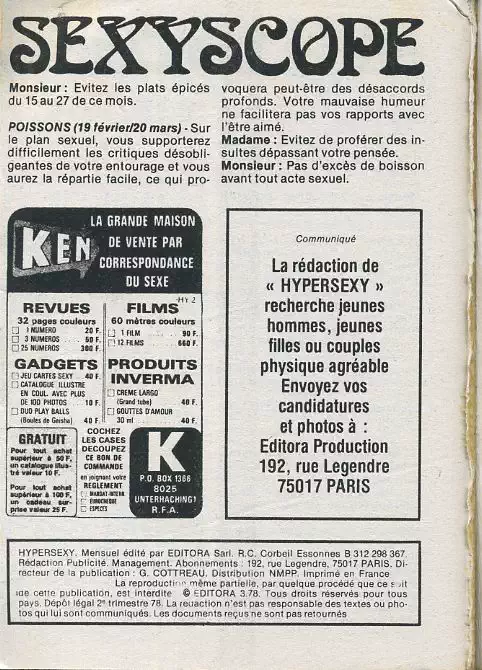 SEXYSCOPE
Monsieur : Evitez les plats épicés
du 15 au 27 de ce mois.
POISSONS (19 février/20 mars) - Sur
le plan sexuel, vous supporterez
difficilement les critiques désobli-
geantes de votre entourage et vous
aurez la répartie facile, ce qui pro-
voquera peut-être des désaccords
profonds. Votre mauvaise humeur
ne facilitera pas vos rapports avec
l'être aimé.
Madame : Evitez de proférer des in-
sultes dépassant votre pensée.
Monsieur : Pas d'excès de boisson
avant tout acte sexuel.
KEN
LA GRANDE MAISON
DE VENTE PAR
CORRESPONDANCE
DU SEXE
HY 2
REVUES
32 pages couleurs
1 NUMERO 20 F.
3 NUMEROS 50 F.
25 NUMEROS 300 F.
FILMS
60 mètres couleurs
1 FILM 90 F.
12 FILMS 660 F.
GADGETS
JEU CARTES SEXY 40 F.
CATALOGUE ILLUSTRE
EN COUL. AVEC PLUS
DE 100 PHOTOS 10 F.
DUO PLAY BALLS
(Boules de Geisha) 40 F.
PRODUITS
INVERMA
CREME LARGO
(Grand tube) 40 F.
GOUTTES D'AMOUR
30 ml 40 F.
GRATUIT
Pour tout achat
supérieur à 50 F,
un catalogue illus-
tré valeur 10 F.
Pour tout achat
supérieur à 100 F,
un cadeau sur-
prise valeur 25 F.
COCHEZ
LES CASES
DECOUPEZ
CE BON DE
COMMANDE
en joignant votre
REGLEMENT
MANDAT-INTERN.
EUROCHEQUE
ESPECES
K
P.O. BOX 1366
8025
UNTERHACHING1
R.F.A.
Communiqué
La rédaction de
« HYPERSEXY »
recherche jeunes
hommes, jeunes
filles ou couples
physique agréable
Envoyez vos
candidatures
et photos à :
Editora Production
192, rue Legendre
75017 PARIS
HYPERSEXY. Mensuel édité par EDITORA Sarl. R.C. Corbeil Essonnes B 312 298 367.
Rédaction Publicité. Management. Abonnements : 192, rue Legendre, 75017 PARIS. Di-
recteur de la publication : G. COTTREAU. Distribution NMPP. Imprimé en France
La reproduction même partielle, par quelque procédé que ce soit
de cette publication, est interdite © EDITORA 3.78. Tous droits réservés pour tous
pays. Dépôt légal 2e trimestre 78. La rédaction n'est pas responsable des textes ou pho-
tos qui lui sont communiqués. Les documents reçus ne sont pas retournés